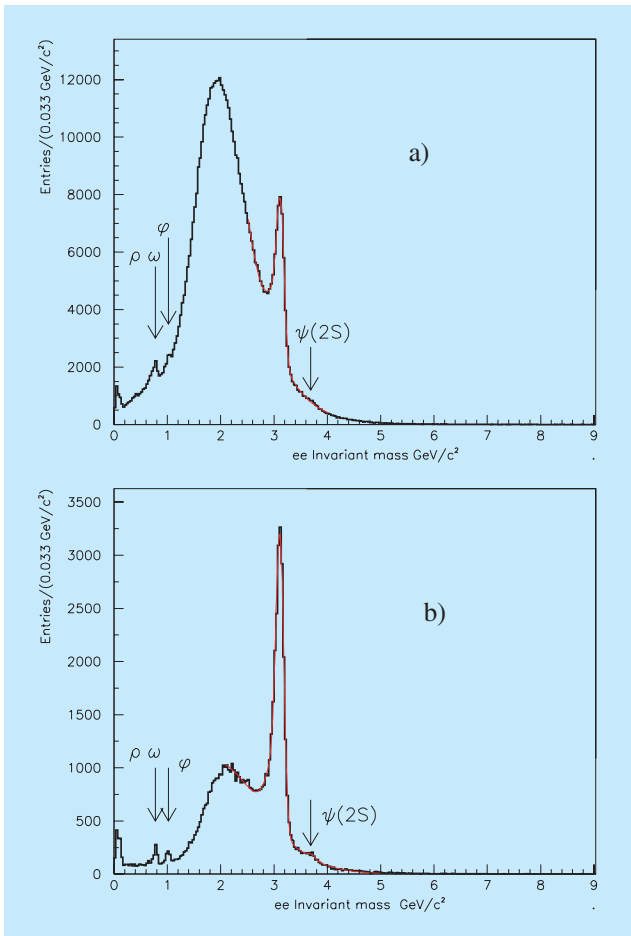 Entries/(0.033 GeV/c²)
12000
10000
8000
6000
4000
2000
0
a)
φ
ρ ω
ψ(2S)
0 1 2 3 4 5 6 7 8 9
ee Invariant mass GeV/c²
Entries/(0.033 GeV/c²)
3500
3000
2500
2000
1500
1000
500
0
b)
ρ ω φ
ψ(2S)
0 1 2 3 4 5 6 7 8 9
ee Invariant mass GeV/c²